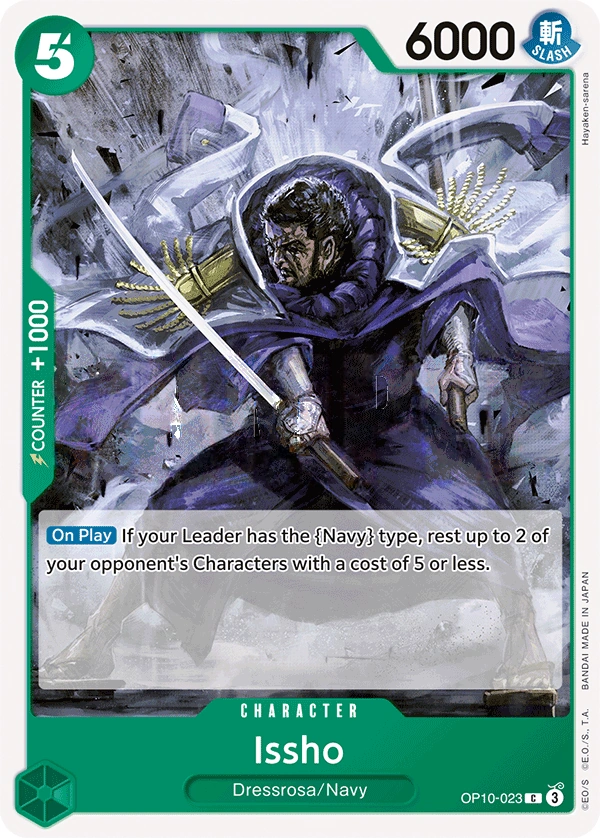 5
6000
斬
SLASH
Hayaken-sarena
COUNTER +1000
On Play If your Leader has the {Navy} type, rest up to 2 of
your opponent's Characters with a cost of 5 or less.
CHARACTER
Issho
Dressrosa/Navy
OP10-023 C 3
©E.O./S ©E.O./S., T.A. BANDAI MADE IN JAPAN